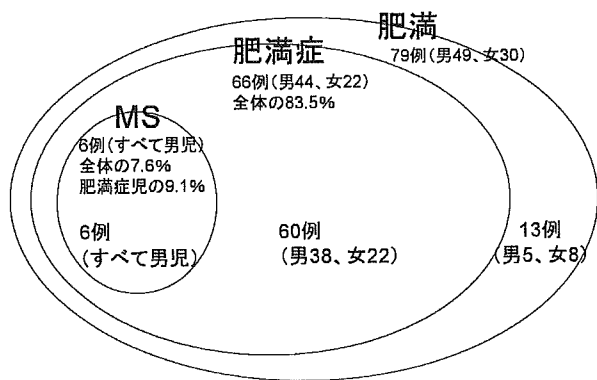 肥満
79例(男49、女30)
肥満症
66例(男44、女22)
全体の83.5%
MS
6例(すべて男児)
全体の7.6%
肥満症児の9.1%
6例
(すべて男児)
60例
(男38、女22)
13例
(男5、女8)